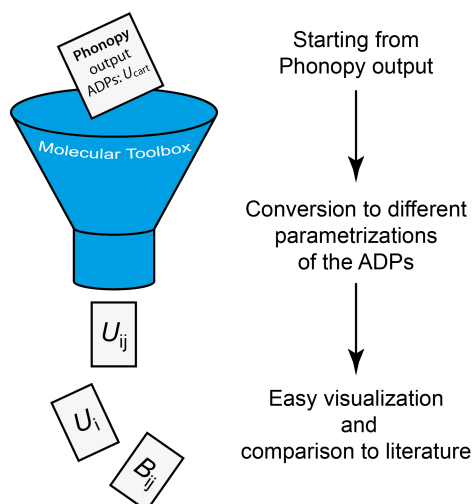 Phonopy
output
ADPs: Ucart
Molecular Toolbox
Uij
Ui
Bij
Starting from
Phonopy output
Conversion to different
parametrizations
of the ADPs
Easy visualization
and
comparison to literature